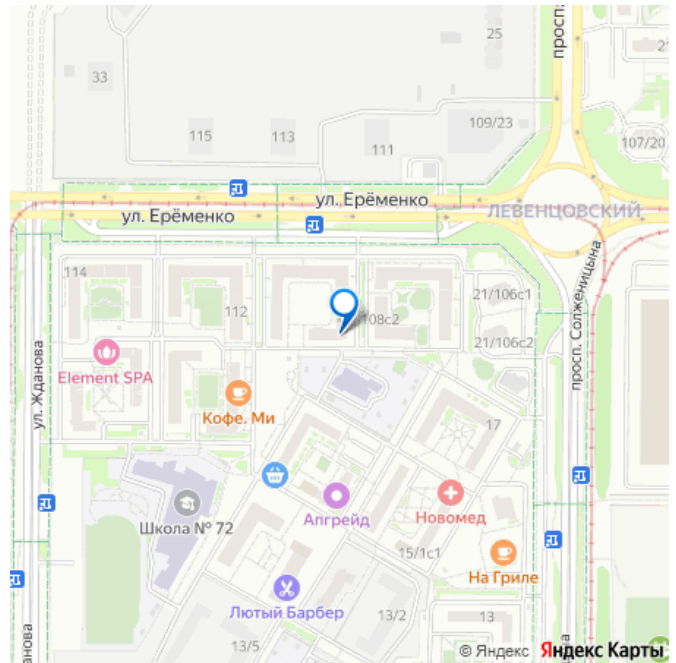 25
просп.
21
33
115
113
111
109/23
107/20
ул. Ерёменко
ул. Ерёменко
ЛЕВЕНЦОВСКИЙ
просп. Солженицына
114
112
108с2
21/106с1
21/106с2
ул. Жданова
Element SPA
Кофе. Ми
17
Апгрейд
Новомед
Школа № 72
15/1с1
На Гриле
Лютый Барбер
13/2
13
13/5
© Яндекс Яндекс Карты